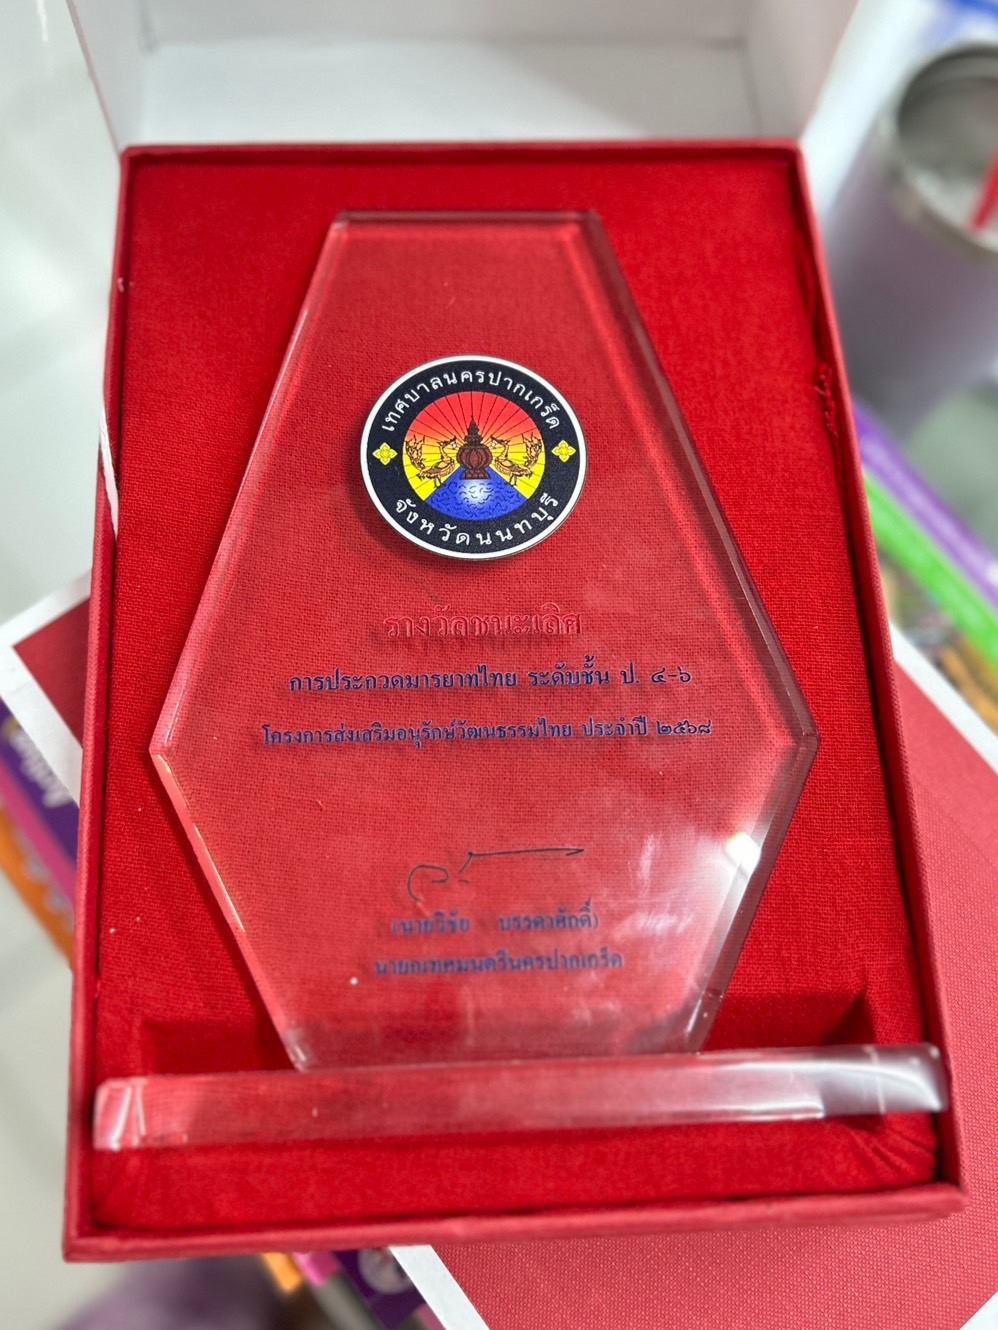 เทศบาลนครปากเกร็ด
จังหวัดนนทบุรี
รางวัลชนะเลิศ
การประกวดมารยาทไทย ระดับชั้น ป. ๔-๖
โครงการส่งเสริมอนุรักษ์วัฒนธรรมไทย ประจำปี ๒๕๖๘
(นายวิชัย บรรดาศักดิ์)
นายกเทศมนตรีนครปากเกร็ด